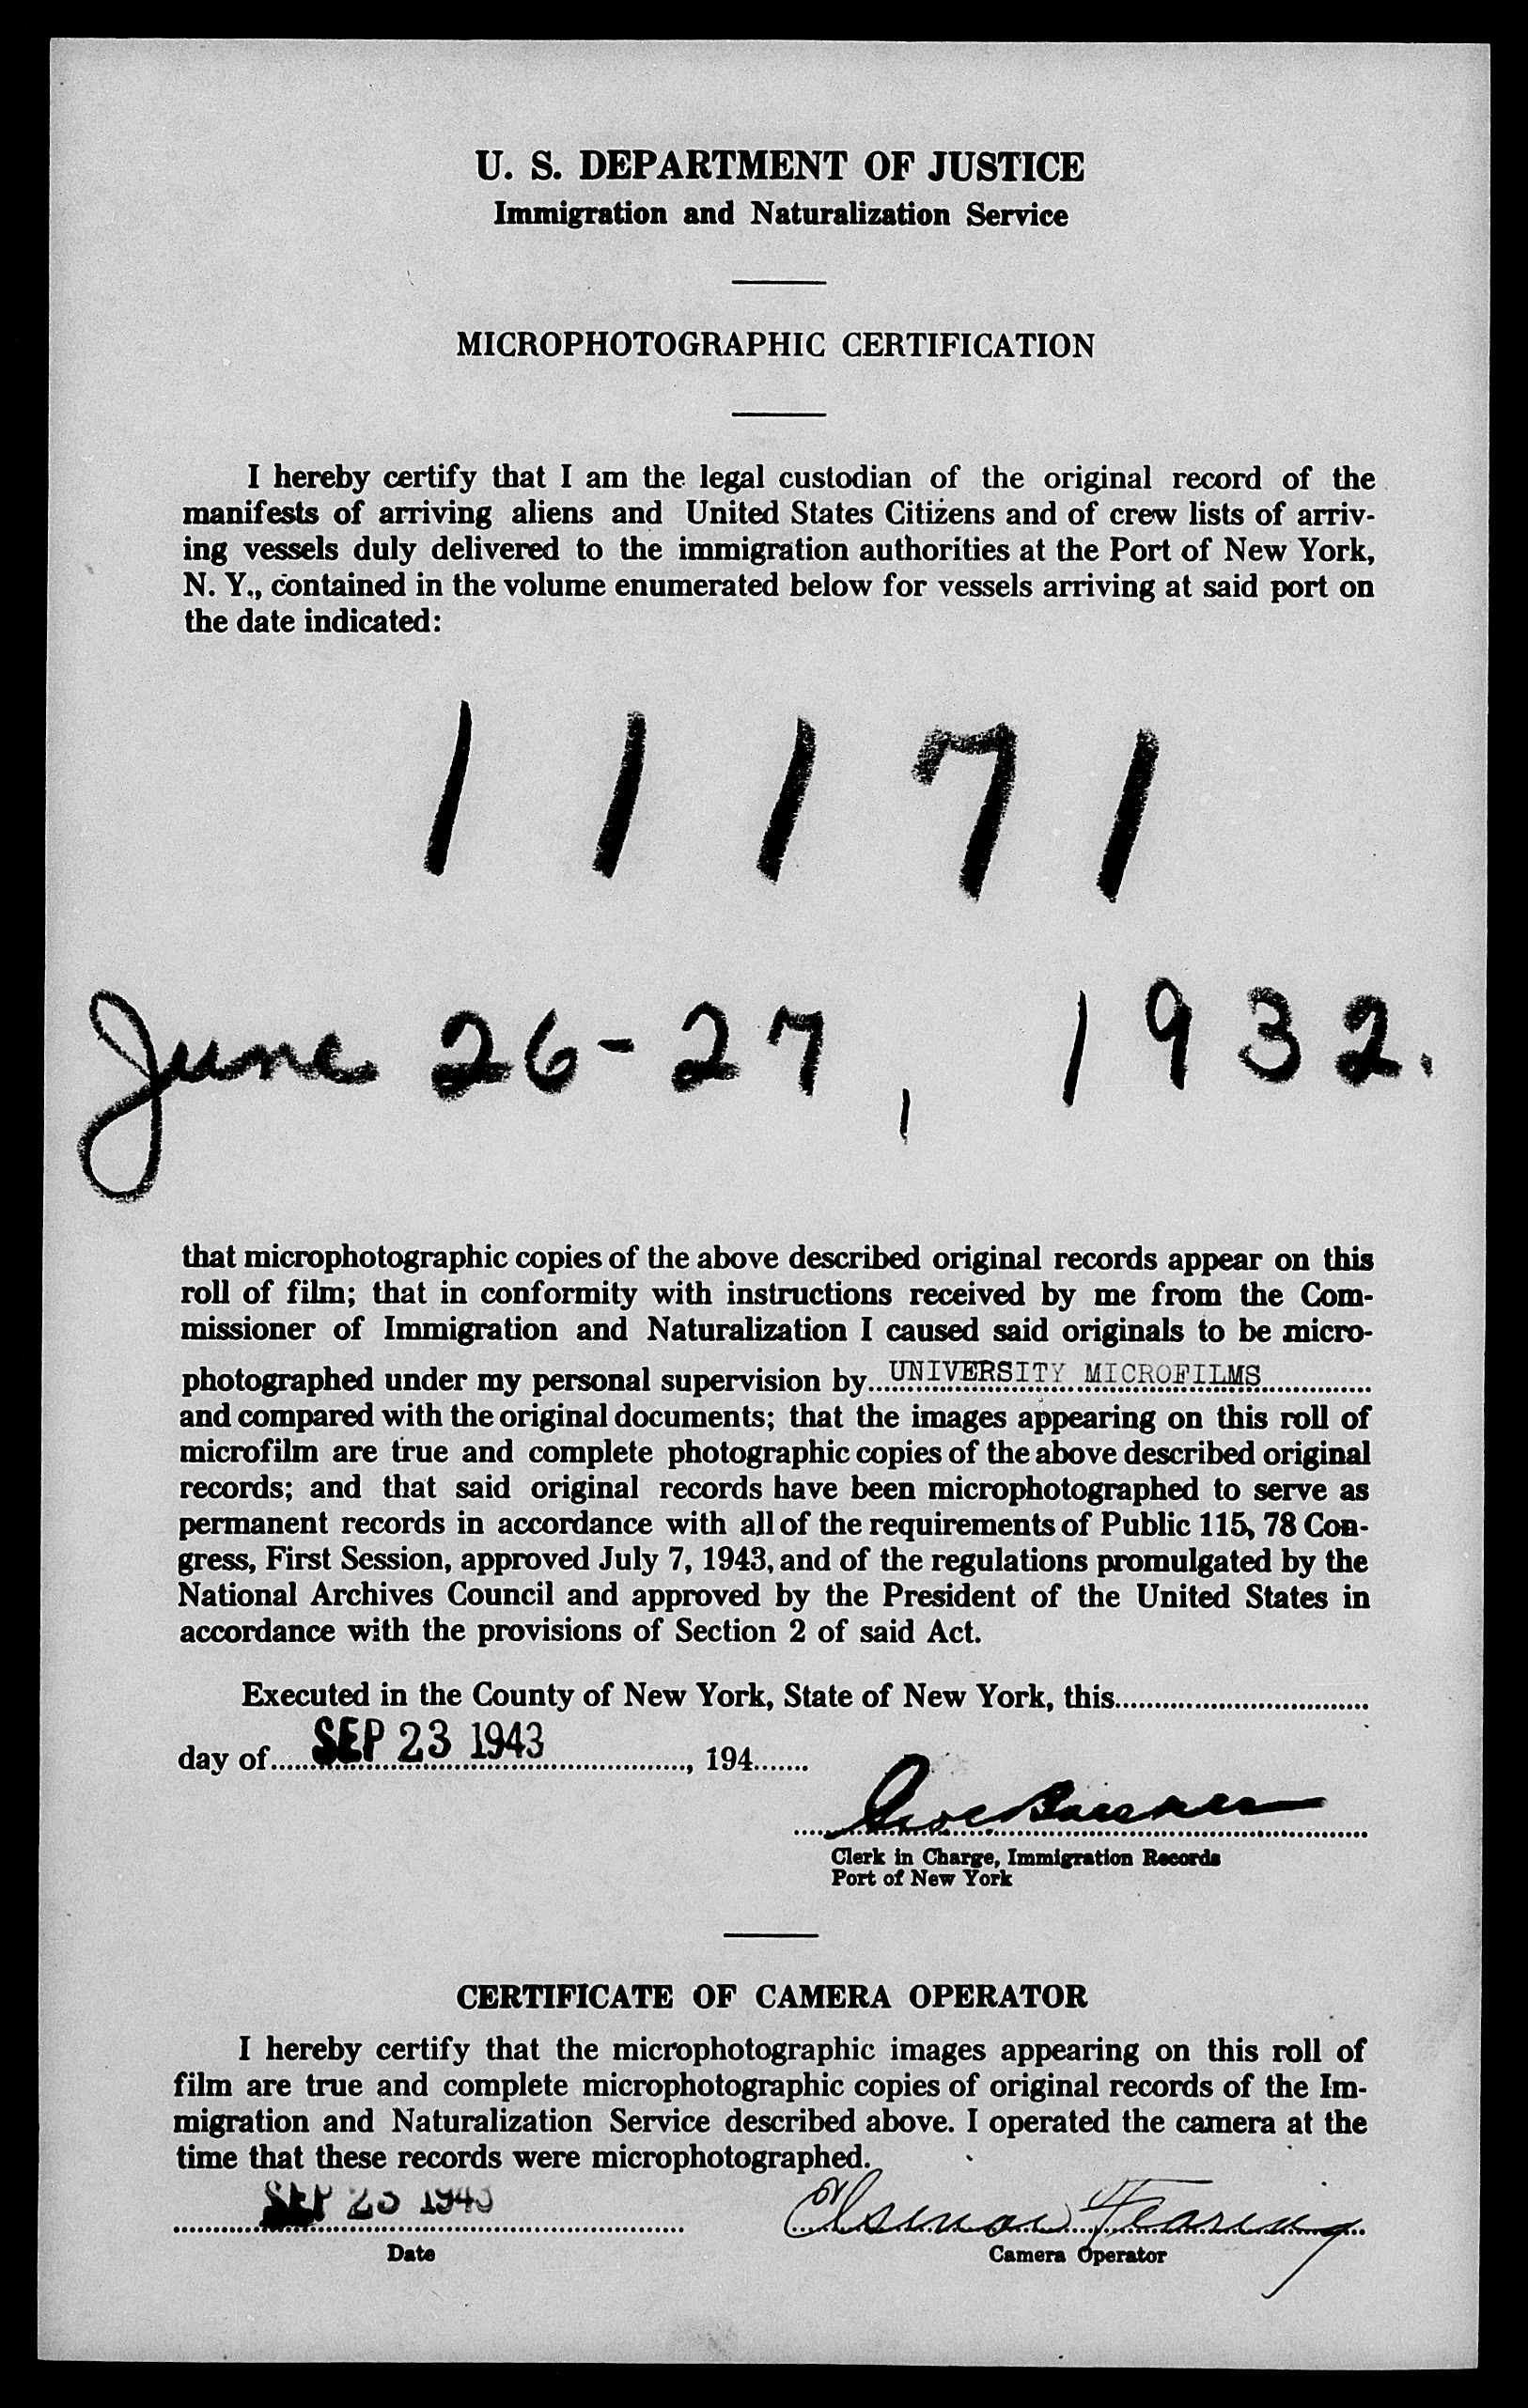 U. S. DEPARTMENT OF JUSTICE
Immigration and Naturalization Service
MICROPHOTOGRAPHIC CERTIFICATION
I hereby certify that I am the legal custodian of the original record of the
manifests of arriving aliens and United States Citizens and of crew lists of arriv-
ing vessels duly delivered to the immigration authorities at the Port of New York,
N. Y., contained in the volume enumerated below for vessels arriving at said port on
the date indicated:
11171
June 26-27, 1932.
that microphotographic copies of the above described original records appear on this
roll of film; that in conformity with instructions received by me from the Com-
missioner of Immigration and Naturalization I caused said originals to be micro-
photographed under my personal supervision by UNIVERSITY MICROFILMS
and compared with the original documents; that the images appearing on this roll of
microfilm are true and complete photographic copies of the above described original
records; and that said original records have been microphotographed to serve as
permanent records in accordance with all of the requirements of Public 115, 78 Con-
gress, First Session, approved July 7, 1943, and of the regulations promulgated by the
National Archives Council and approved by the President of the United States in
accordance with the provisions of Section 2 of said Act.
Executed in the County of New York, State of New York, this
day of SEP 23 1943, 194
Clerk in Charge, Immigration Records
Port of New York
CERTIFICATE OF CAMERA OPERATOR
I hereby certify that the microphotographic images appearing on this roll of
film are true and complete microphotographic copies of original records of the Im-
migration and Naturalization Service described above. I operated the camera at the
time that these records were microphotographed.
SEP 1943
Date
Camera Operator